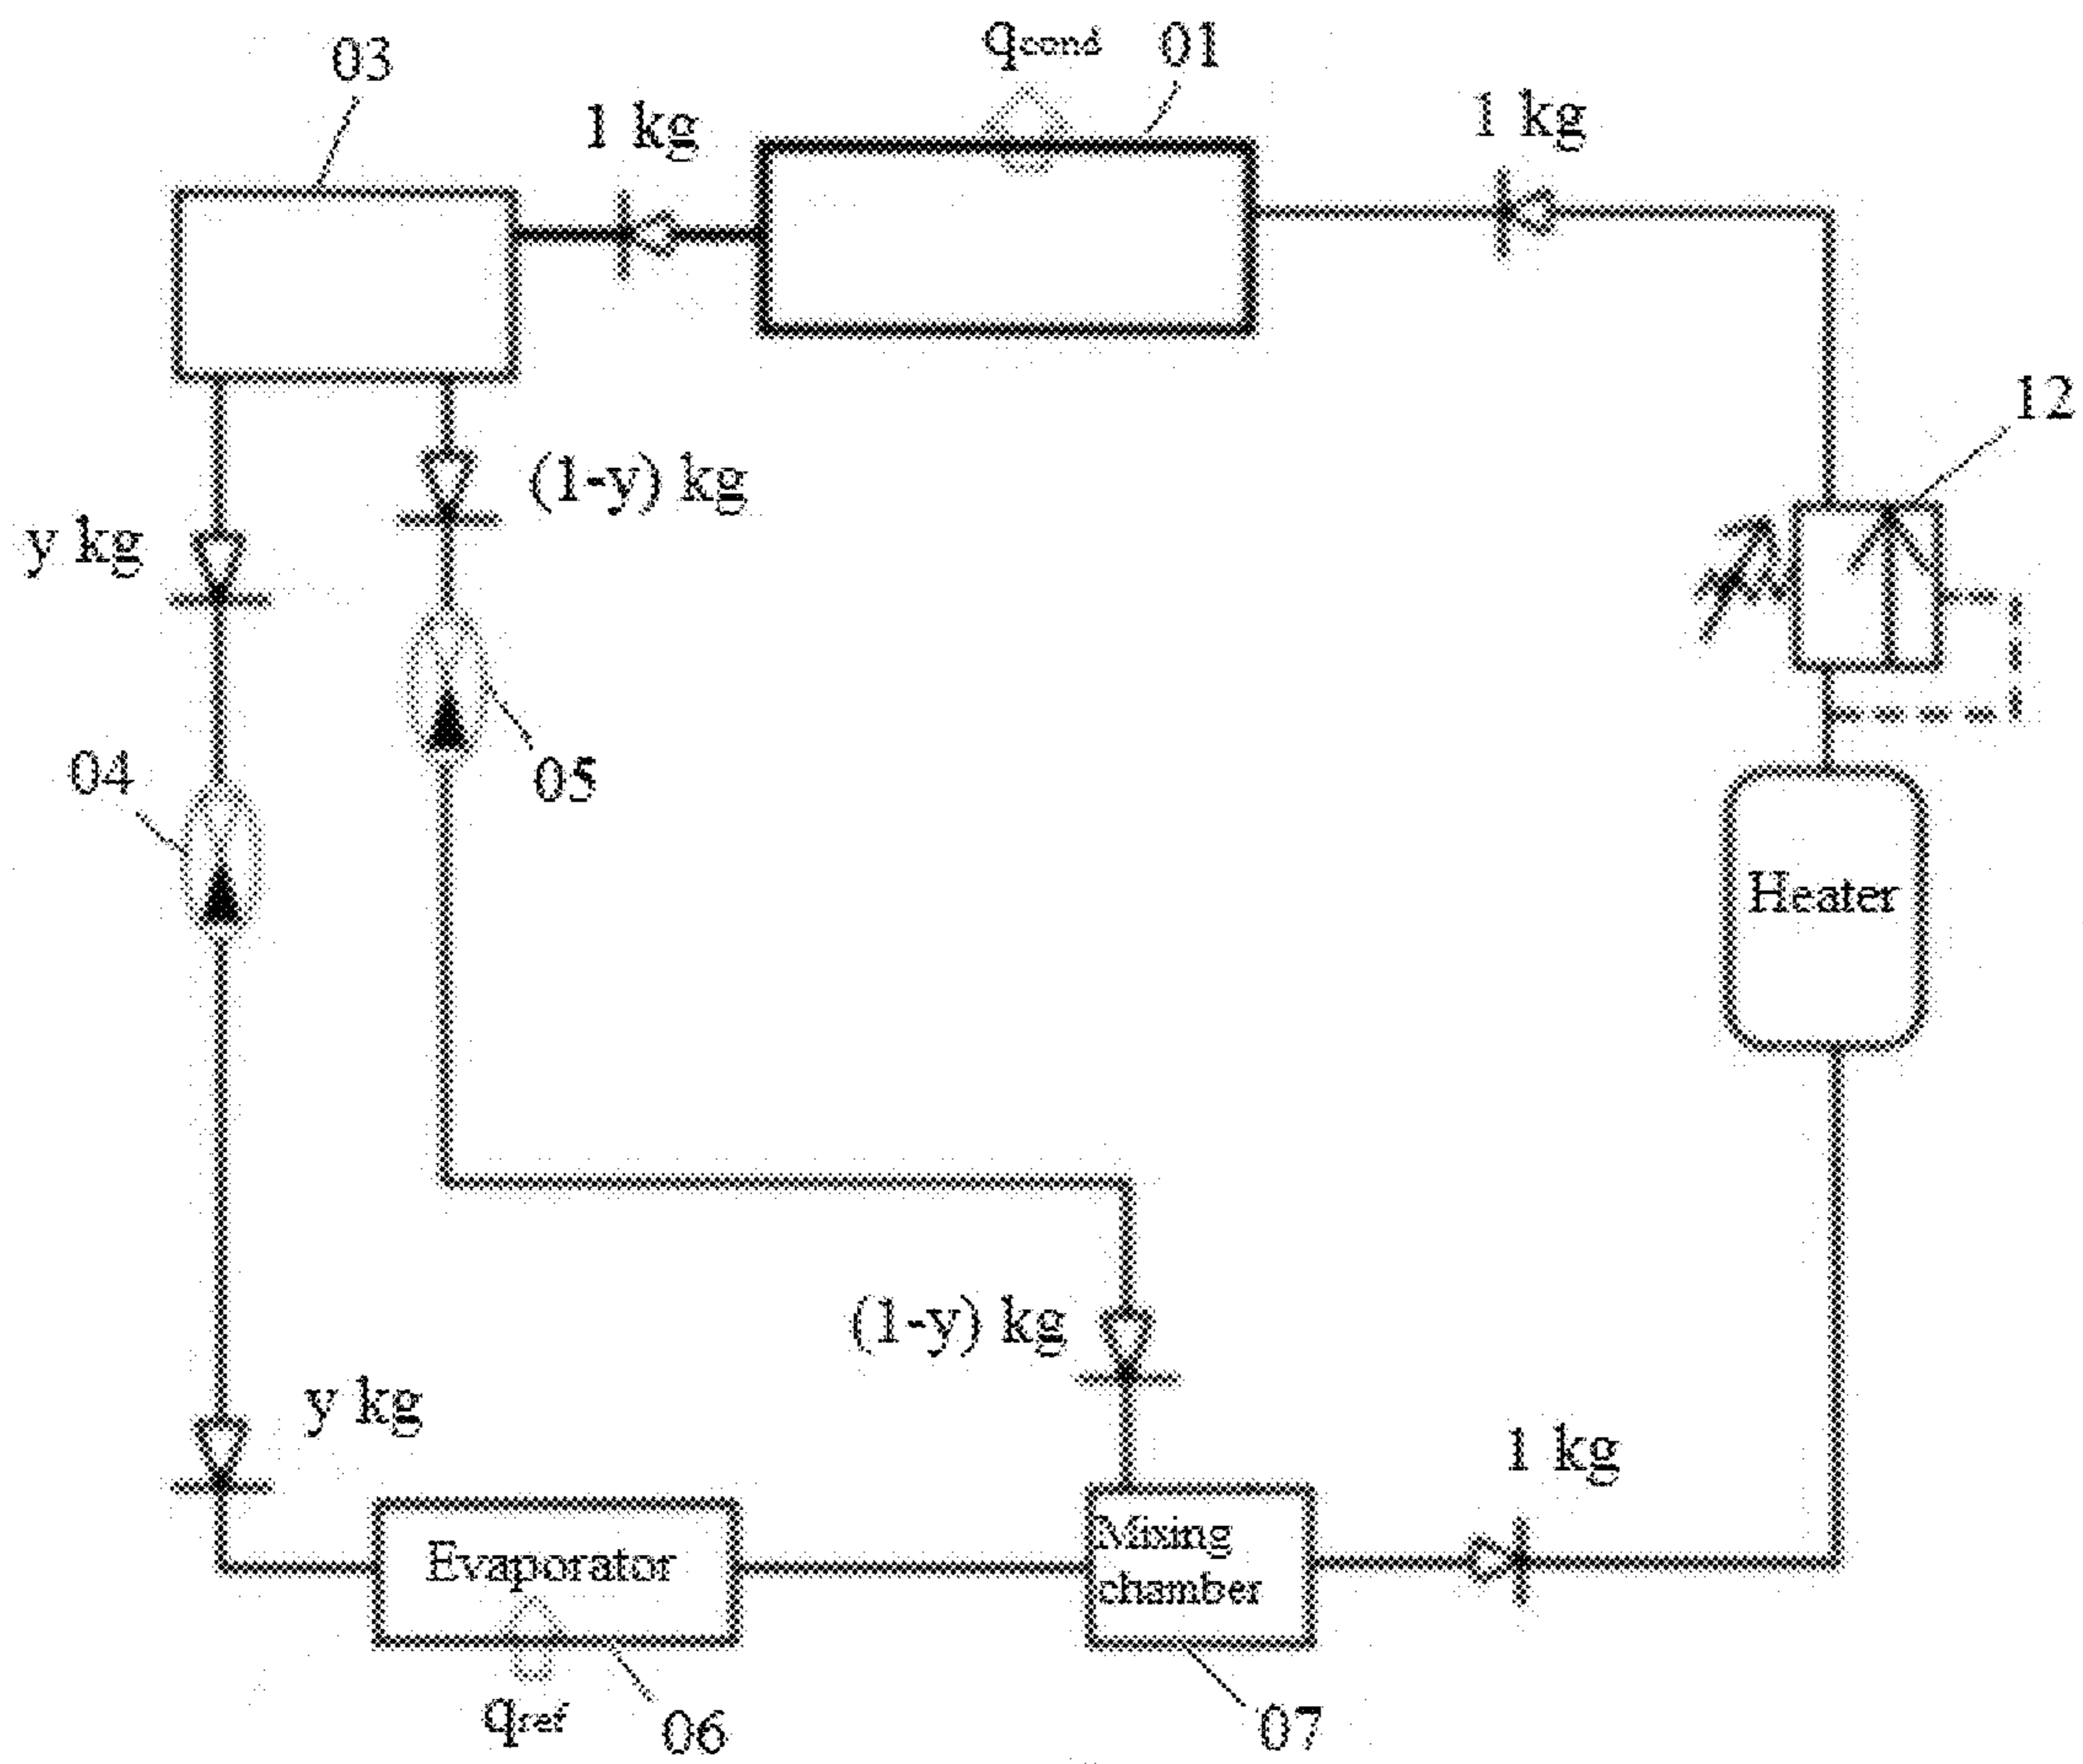 03
qcond
01
1 kg
1 kg
12
(1-y) kg
y kg
04
05
Heater
(1-y) kg
y kg
1 kg
Evaporator
Mixing
chamber
qref
06
07